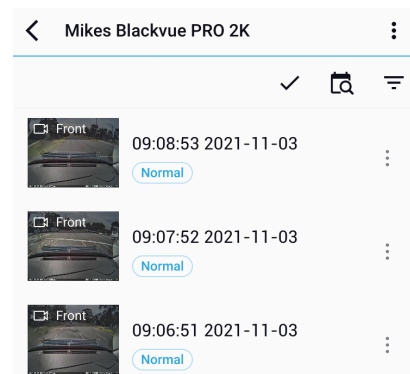 Mikes Blackvue PRO 2K
Front
09:08:53 2021-11-03
Normal
Front
09:07:52 2021-11-03
Normal
Front
09:06:51 2021-11-03
Normal